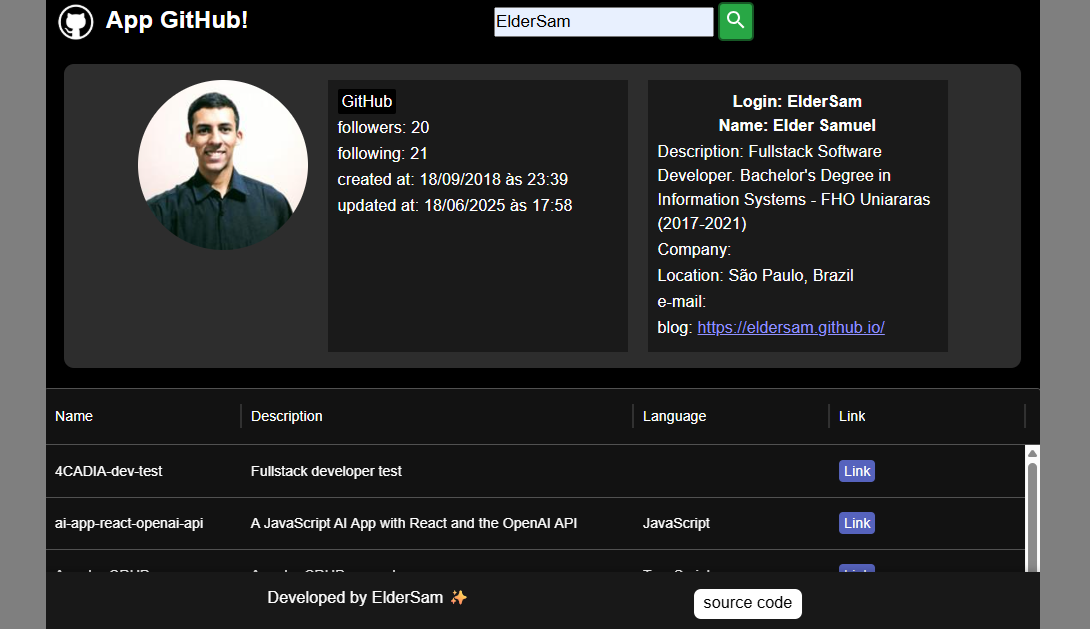 App GitHub!
ElderSam
GitHub
followers: 20
following: 21
created at: 18/09/2018 às 23:39
updated at: 18/06/2025 às 17:58
Login: ElderSam
Name: Elder Samuel
Description: Fullstack Software
Developer. Bachelor's Degree in
Information Systems - FHO Uniararas
(2017-2021)
Company:
Location: São Paulo, Brazil
e-mail:
blog: https://eldersam.github.io/
Name Description Language Link
4CADIA-dev-test Fullstack developer test Link
ai-app-react-openai-api A JavaScript AI App with React and the OpenAI API JavaScript Link
Developed by ElderSam ✨
source code